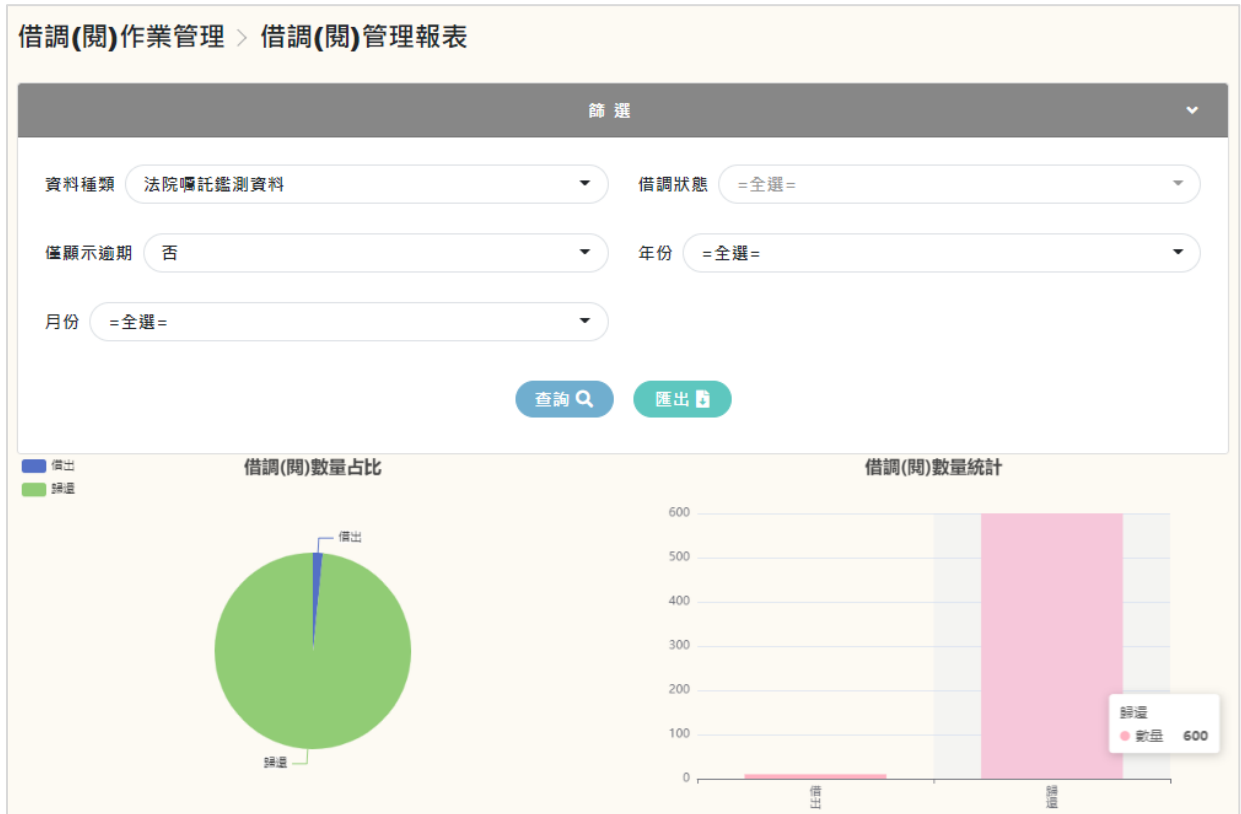 借調(閱)作業管理 > 借調(閱)管理報表
篩 選
資料種類 法院囑託鑑測資料
借調狀態 =全選=
僅顯示逾期 否
年份 =全選=
月份 =全選=
查詢
匯出
借出
歸還
借調(閱)數量占比
借出
歸還
借調(閱)數量統計
600
500
400
300
200
100
0
借出
歸還
歸還
數量 600